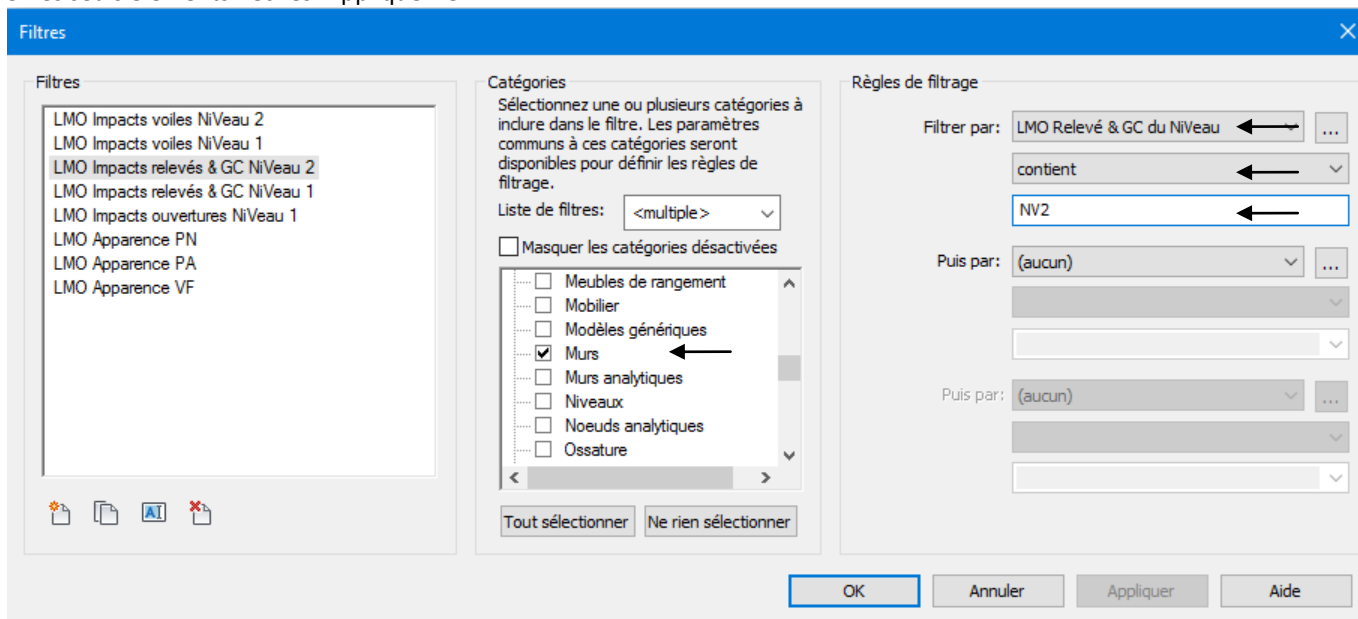 Filtres
Filtres
LMO Impacts voiles NiVeau 2
LMO Impacts voiles NiVeau 1
LMO Impacts relevés & GC NiVeau 2
LMO Impacts relevés & GC NiVeau 1
LMO Impacts ouvertures NiVeau 1
LMO Apparence PN
LMO Apparence PA
LMO Apparence VF
Catégories
Sélectionnez une ou plusieurs catégories à
inclure dans le filtre. Les paramètres
communs à ces catégories seront
disponibles pour définir les règles de
filtrage.
Liste de filtres: <multiple>
Masquer les catégories désactivées
Meubles de rangement
Mobilier
Modèles génériques
Murs
Murs analytiques
Niveaux
Noeuds analytiques
Ossature
Tout sélectionner Ne rien sélectionner
Règles de filtrage
Filtrer par: LMO Relevé & GC du NiVeau ...
contient
NV2
Puis par: (aucun) ...
Puis par: (aucun) ...
OK Annuler Appliquer Aide